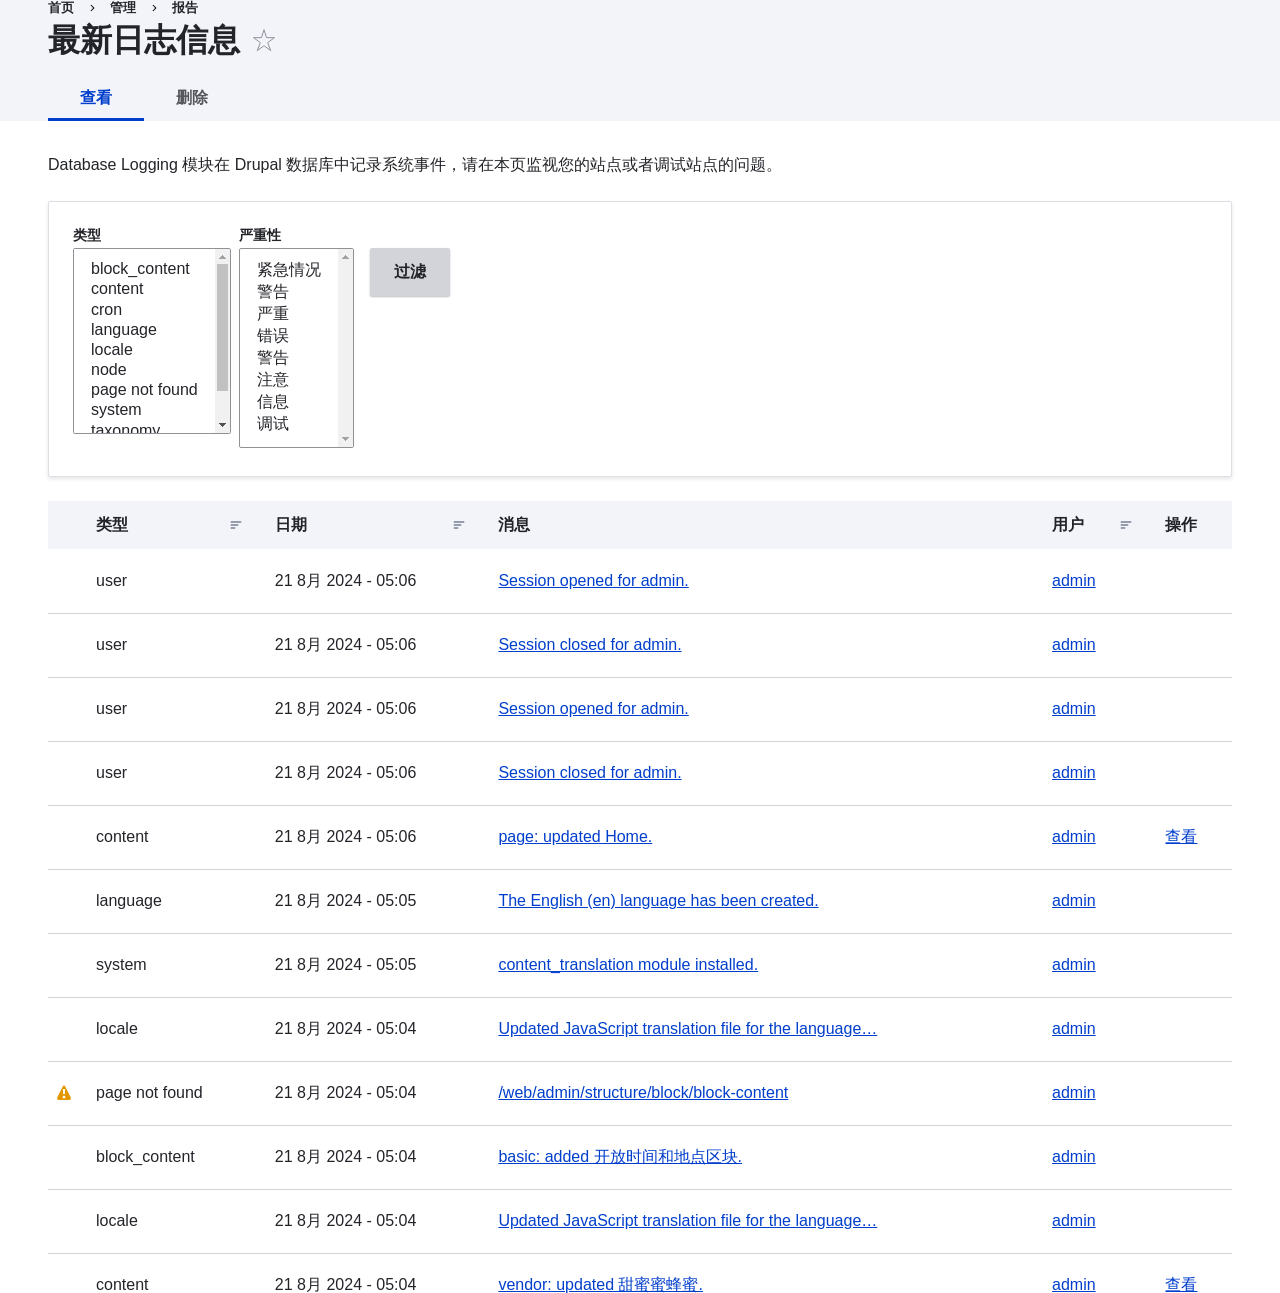 首页 › 管理 › 报告
最新日志信息 ☆
查看 删除
Database Logging 模块在 Drupal 数据库中记录系统事件，请在本页监视您的站点或者调试站点的问题。
类型
block_content
content
cron
language
locale
node
page not found
system
taxonomy
严重性
紧急情况
警告
严重
错误
警告
注意
信息
调试
过滤
类型 日期 消息 用户 操作
user 21 8月 2024 - 05:06 Session opened for admin. admin
user 21 8月 2024 - 05:06 Session closed for admin. admin
user 21 8月 2024 - 05:06 Session opened for admin. admin
user 21 8月 2024 - 05:06 Session closed for admin. admin
content 21 8月 2024 - 05:06 page: updated Home. admin 查看
language 21 8月 2024 - 05:05 The English (en) language has been created. admin
system 21 8月 2024 - 05:05 content_translation module installed. admin
locale 21 8月 2024 - 05:04 Updated JavaScript translation file for the language… admin
page not found 21 8月 2024 - 05:04 /web/admin/structure/block/block-content admin
block_content 21 8月 2024 - 05:04 basic: added 开放时间和地点区块. admin
locale 21 8月 2024 - 05:04 Updated JavaScript translation file for the language… admin
content 21 8月 2024 - 05:04 vendor: updated 甜蜜蜜蜂蜜. admin 查看